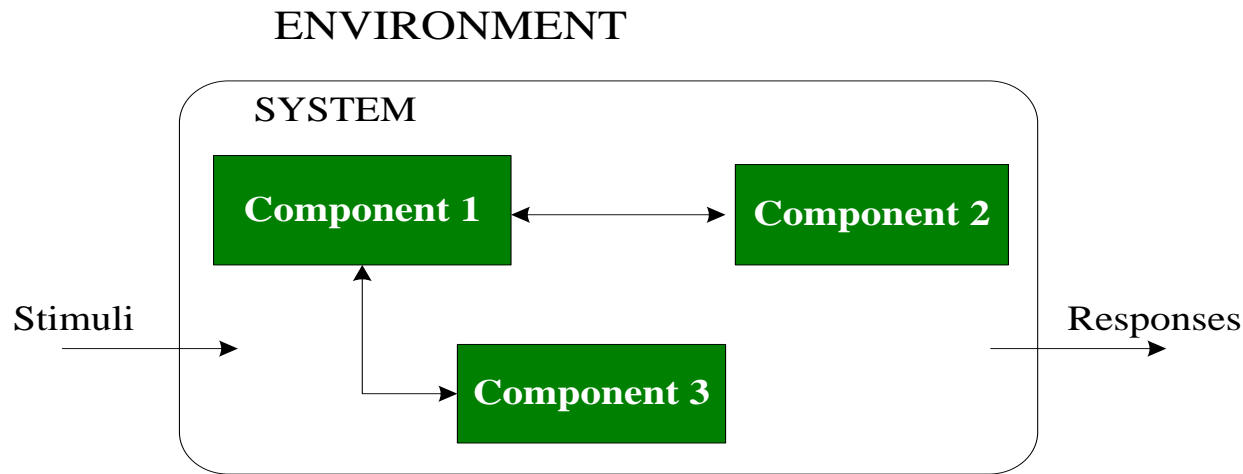 ENVIRONMENT
SYSTEM
Component 1
Component 2
Stimuli
Responses
Component 3